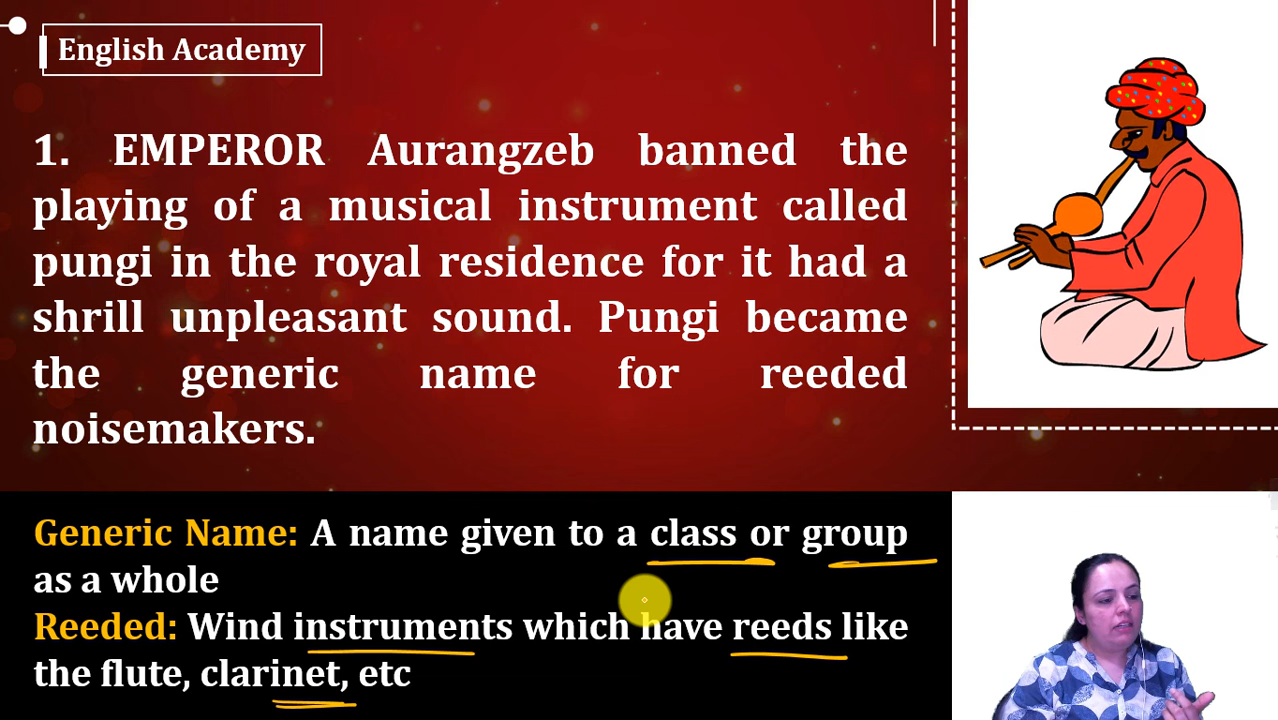 English Academy
1. EMPEROR Aurangzeb banned the
playing of a musical instrument called
pungi in the royal residence for it had a
shrill unpleasant sound. Pungi became
the generic name for reeded
noisemakers.
Generic Name: A name given to a class or group
as a whole
Reeded: Wind instruments which have reeds like
the flute, clarinet, etc